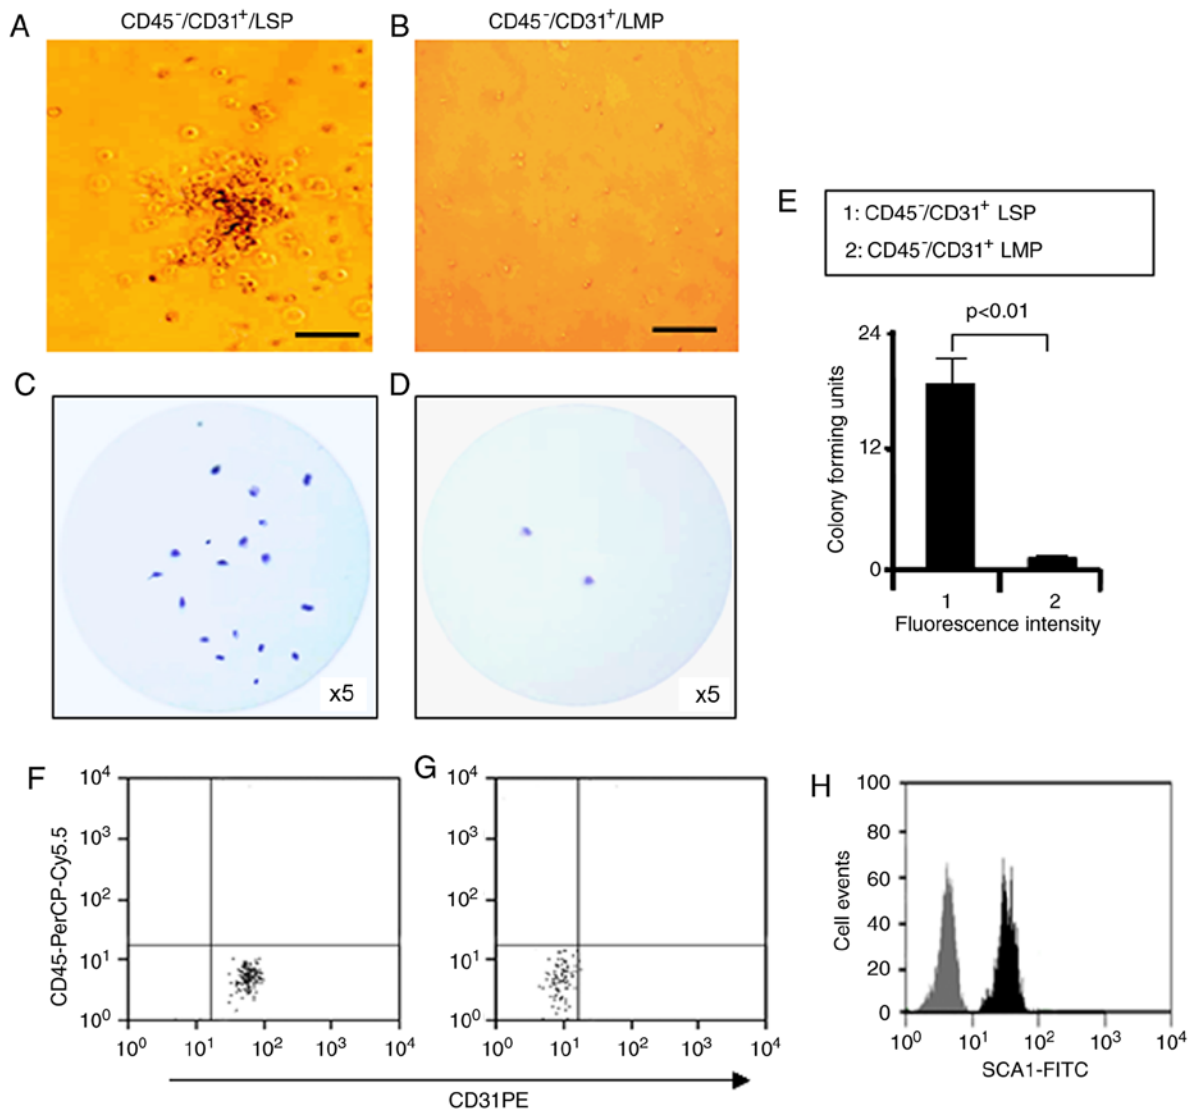 A
CD45⁻/CD31⁺/LSP
B
CD45⁻/CD31⁺/LMP
C
x5
D
x5
E
1: CD45⁻/CD31⁺ LSP
2: CD45⁻/CD31⁺ LMP
p<0.01
Colony forming units
24
12
0
1
2
Fluorescence intensity
F
CD45-PerCP-Cy5.5
10⁴
10³
10²
10¹
10⁰
10⁰ 10¹ 10² 10³ 10⁴
G
10⁴
10³
10²
10¹
10⁰
10⁰ 10¹ 10² 10³ 10⁴
CD31PE
H
Cell events
100
80
60
40
20
0
10⁰ 10¹ 10² 10³ 10⁴
SCA1-FITC